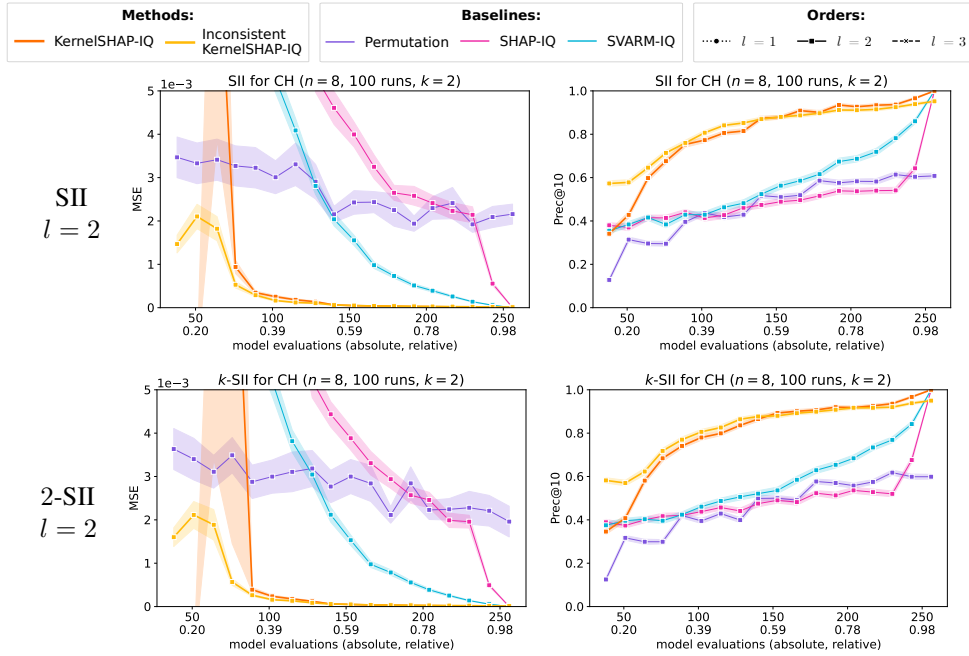 Methods:
KernelSHAP-IQ
Inconsistent
KernelSHAP-IQ
Baselines:
Permutation
SHAP-IQ
SVARM-IQ
Orders:
l = 1
l = 2
l = 3
SII
l = 2
SII for CH (n = 8, 100 runs, k = 2)
1e−3
MSE
5
4
3
2
1
0
50 100 150 200 250
0.20 0.39 0.59 0.78 0.98
model evaluations (absolute, relative)
SII for CH (n = 8, 100 runs, k = 2)
Prec@10
1.0
0.8
0.6
0.4
0.2
0.0
50 100 150 200 250
0.20 0.39 0.59 0.78 0.98
model evaluations (absolute, relative)
2-SII
l = 2
k-SII for CH (n = 8, 100 runs, k = 2)
1e−3
MSE
5
4
3
2
1
0
50 100 150 200 250
0.20 0.39 0.59 0.78 0.98
model evaluations (absolute, relative)
k-SII for CH (n = 8, 100 runs, k = 2)
Prec@10
1.0
0.8
0.6
0.4
0.2
0.0
50 100 150 200 250
0.20 0.39 0.59 0.78 0.98
model evaluations (absolute, relative)